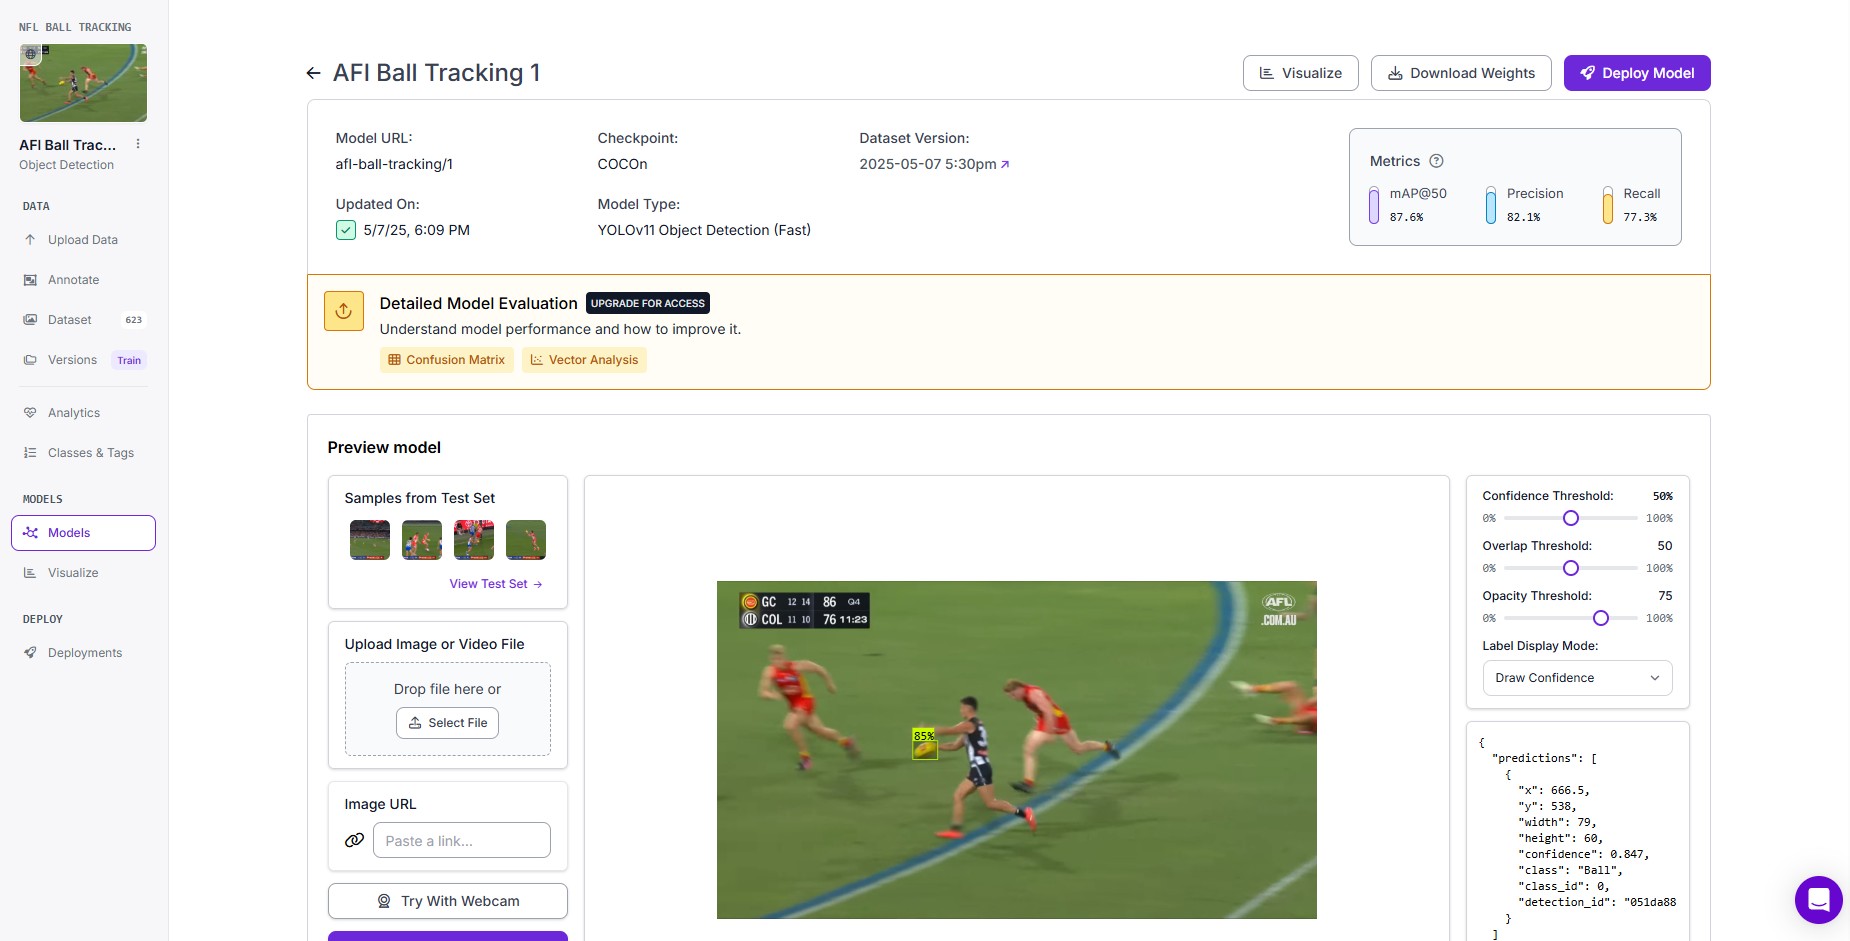 NFL BALL TRACKING
AFl Ball Trac...
Object Detection
DATA
Upload Data
Annotate
Dataset 623
Versions Train
Analytics
Classes & Tags
MODELS
Models
Visualize
DEPLOY
Deployments
AFl Ball Tracking 1
Visualize
Download Weights
Deploy Model
Model URL:
afl-ball-tracking/1
Checkpoint:
COCOn
Dataset Version:
2025-05-07 5:30pm
Updated On:
5/7/25, 6:09 PM
Model Type:
YOLOv11 Object Detection (Fast)
Metrics ?
mAP@50
87.6%
Precision
82.1%
Recall
77.3%
Detailed Model Evaluation UPGRADE FOR ACCESS
Understand model performance and how to improve it.
Confusion Matrix
Vector Analysis
Preview model
Samples from Test Set
View Test Set →
Upload Image or Video File
Drop file here or
Select File
Image URL
Paste a link...
Try With Webcam
GC 12 14 86 Q4
COL 11 10 76 11:23
AFL
.COM.AU
85%
Confidence Threshold: 50%
0% 100%
Overlap Threshold: 50
0% 100%
Opacity Threshold: 75
0% 100%
Label Display Mode:
Draw Confidence
{
"predictions": [
{
"x": 666.5,
"y": 538,
"width": 79,
"height": 60,
"confidence": 0.847,
"class": "Ball",
"class_id": 0,
"detection_id": "051da88
}
]